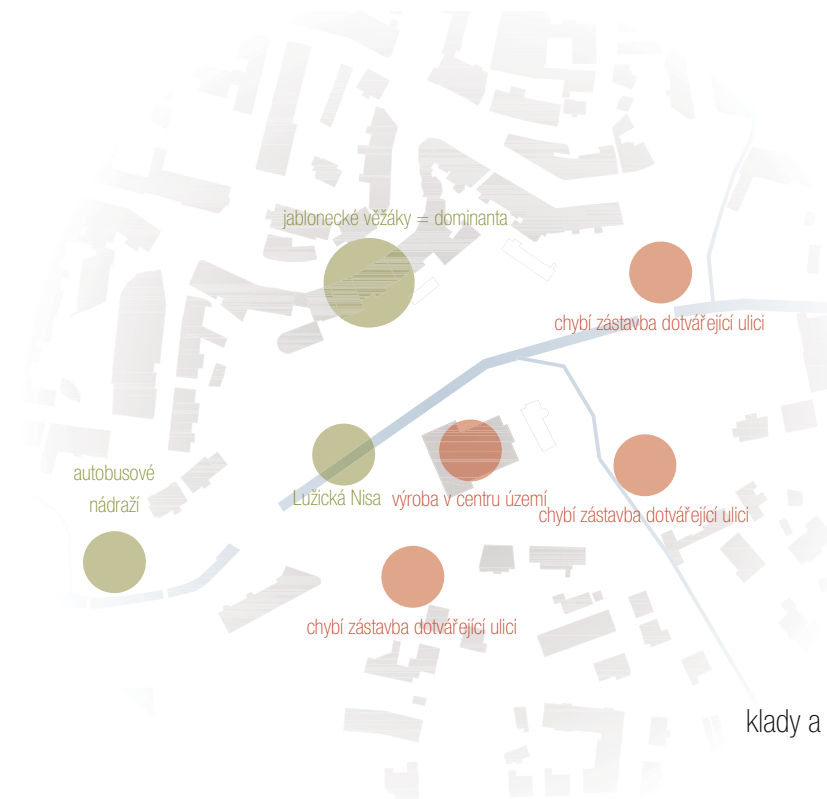 jablonecké věžáky = dominanta
chybí zástavba dotvářející ulici
autobusové
nádraží
Lužická Nisa
výroba v centru území
chybí zástavba dotvářející ulici
chybí zástavba dotvářející ulici
klady a